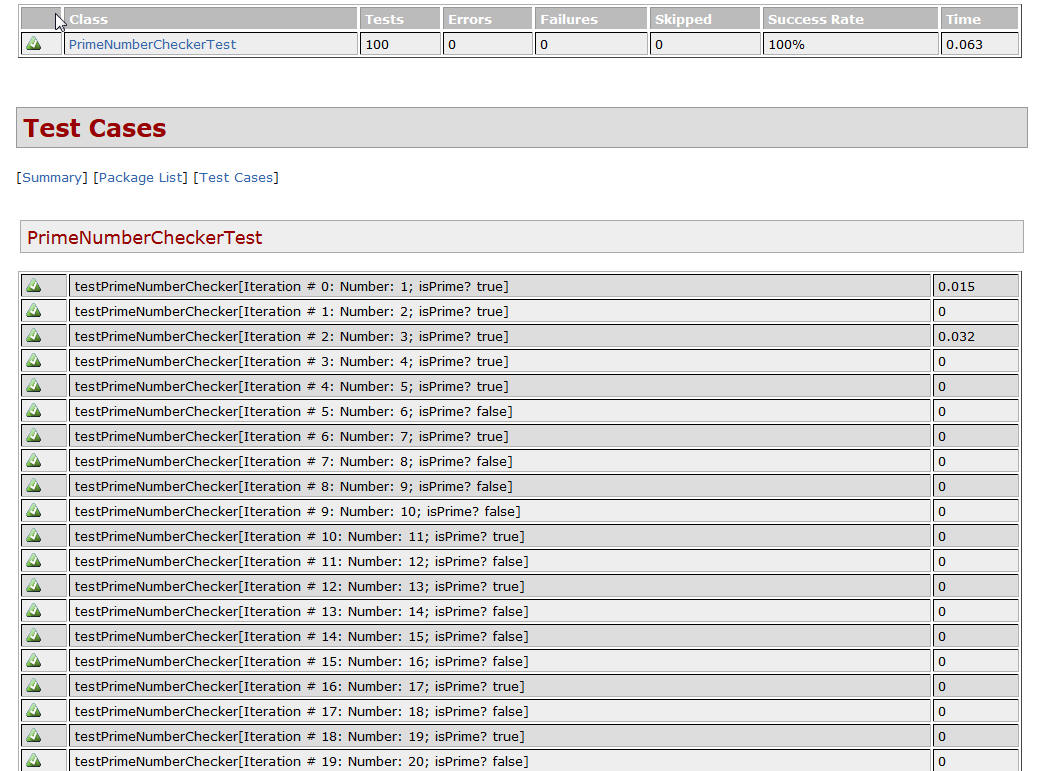 Class Tests Errors Failures Skipped Success Rate Time
PrimeNumberCheckerTest 100 0 0 0 100% 0.063
Test Cases
[Summary] [Package List] [Test Cases]
PrimeNumberCheckerTest
testPrimeNumberChecker[Iteration # 0: Number: 1; isPrime? true] 0.015
testPrimeNumberChecker[Iteration # 1: Number: 2; isPrime? true] 0
testPrimeNumberChecker[Iteration # 2: Number: 3; isPrime? true] 0.032
testPrimeNumberChecker[Iteration # 3: Number: 4; isPrime? true] 0
testPrimeNumberChecker[Iteration # 4: Number: 5; isPrime? true] 0
testPrimeNumberChecker[Iteration # 5: Number: 6; isPrime? false] 0
testPrimeNumberChecker[Iteration # 6: Number: 7; isPrime? true] 0
testPrimeNumberChecker[Iteration # 7: Number: 8; isPrime? false] 0
testPrimeNumberChecker[Iteration # 8: Number: 9; isPrime? false] 0
testPrimeNumberChecker[Iteration # 9: Number: 10; isPrime? false] 0
testPrimeNumberChecker[Iteration # 10: Number: 11; isPrime? true] 0
testPrimeNumberChecker[Iteration # 11: Number: 12; isPrime? false] 0
testPrimeNumberChecker[Iteration # 12: Number: 13; isPrime? true] 0
testPrimeNumberChecker[Iteration # 13: Number: 14; isPrime? false] 0
testPrimeNumberChecker[Iteration # 14: Number: 15; isPrime? false] 0
testPrimeNumberChecker[Iteration # 15: Number: 16; isPrime? false] 0
testPrimeNumberChecker[Iteration # 16: Number: 17; isPrime? true] 0
testPrimeNumberChecker[Iteration # 17: Number: 18; isPrime? false] 0
testPrimeNumberChecker[Iteration # 18: Number: 19; isPrime? true] 0
testPrimeNumberChecker[Iteration # 19: Number: 20; isPrime? false] 0